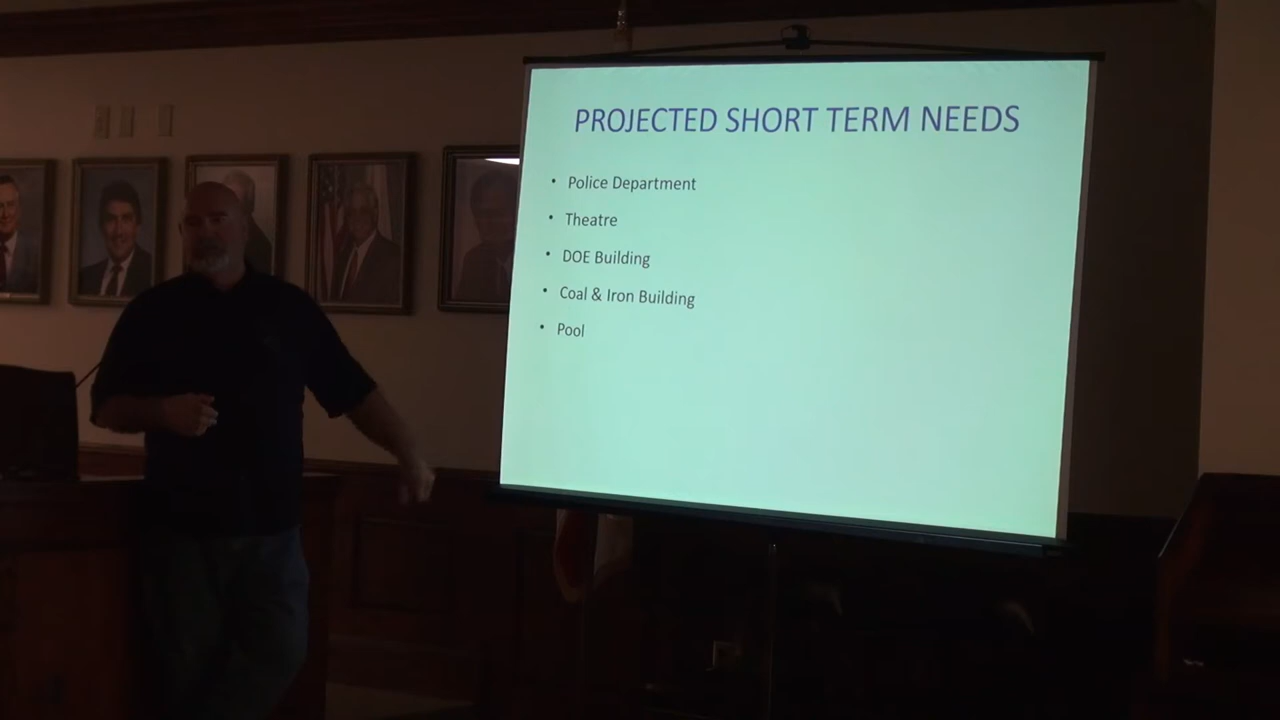 PROJECTED SHORT TERM NEEDS
• Police Department
• Theatre
• DOE Building
• Coal & Iron Building
• Pool